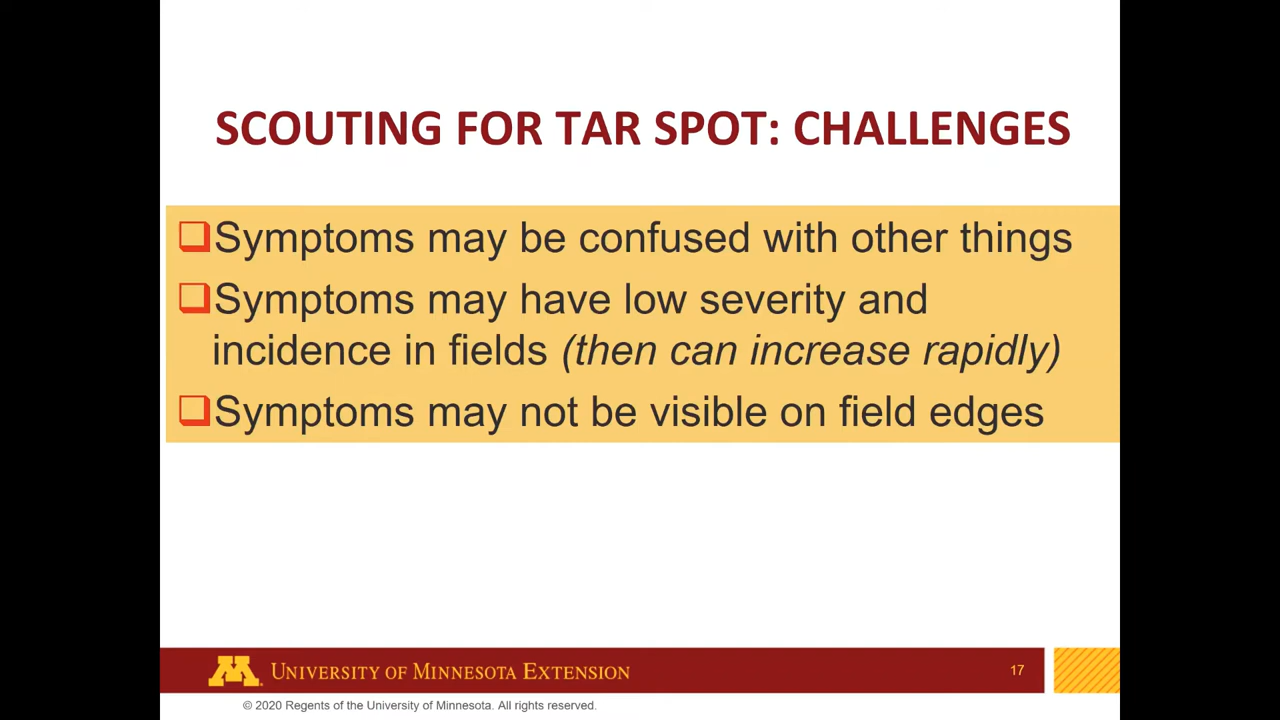 SCOUTING FOR TAR SPOT: CHALLENGES
Symptoms may be confused with other things
Symptoms may have low severity and
incidence in fields (then can increase rapidly)
Symptoms may not be visible on field edges
M UNIVERSITY OF MINNESOTA EXTENSION
17
© 2020 Regents of the University of Minnesota. All rights reserved.